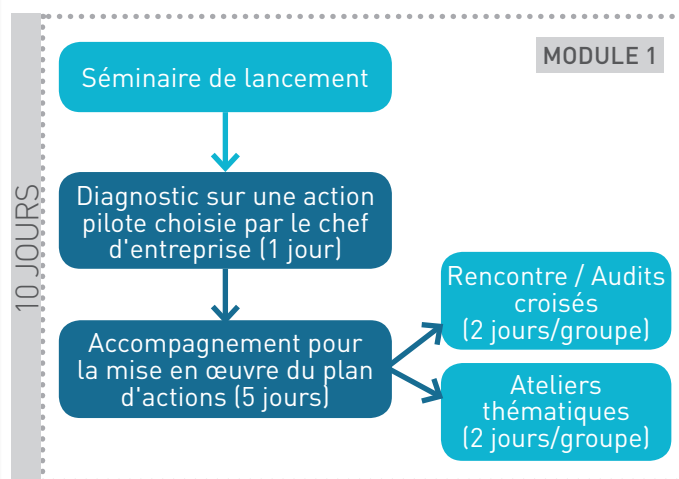 MODULE 1
10 JOURS
Séminaire de lancement
Diagnostic sur une action
pilote choisie par le chef
d'entreprise (1 jour)
Accompagnement pour
la mise en œuvre du plan
d'actions (5 jours)
Rencontre / Audits
croisés
(2 jours/groupe)
Ateliers
thématiques
(2 jours/groupe)